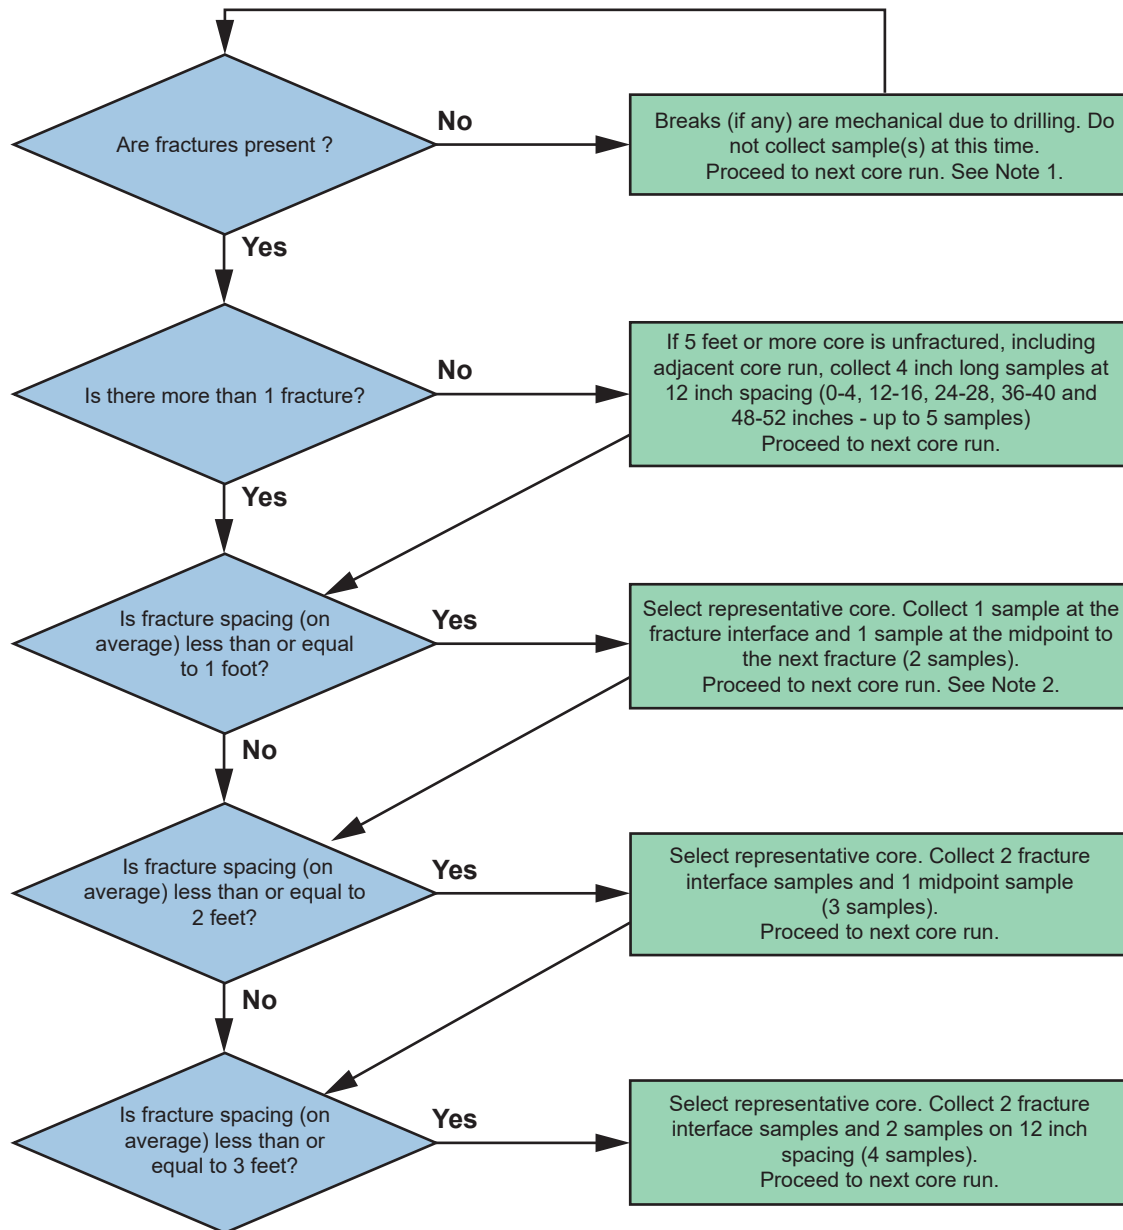 Are fractures present ?
No
Breaks (if any) are mechanical due to drilling. Do
not collect sample(s) at this time.
Proceed to next core run. See Note 1.
Yes
Is there more than 1 fracture?
No
If 5 feet or more core is unfractured, including
adjacent core run, collect 4 inch long samples at
12 inch spacing (0-4, 12-16, 24-28, 36-40 and
48-52 inches - up to 5 samples)
Proceed to next core run.
Yes
Is fracture spacing (on
average) less than or equal
to 1 foot?
Yes
Select representative core. Collect 1 sample at the
fracture interface and 1 sample at the midpoint to
the next fracture (2 samples).
Proceed to next core run. See Note 2.
No
Is fracture spacing (on
average) less than or equal to
2 feet?
Yes
Select representative core. Collect 2 fracture
interface samples and 1 midpoint sample
(3 samples).
Proceed to next core run.
No
Is fracture spacing (on
average) less than or
equal to 3 feet?
Yes
Select representative core. Collect 2 fracture
interface samples and 2 samples on 12 inch
spacing (4 samples).
Proceed to next core run.